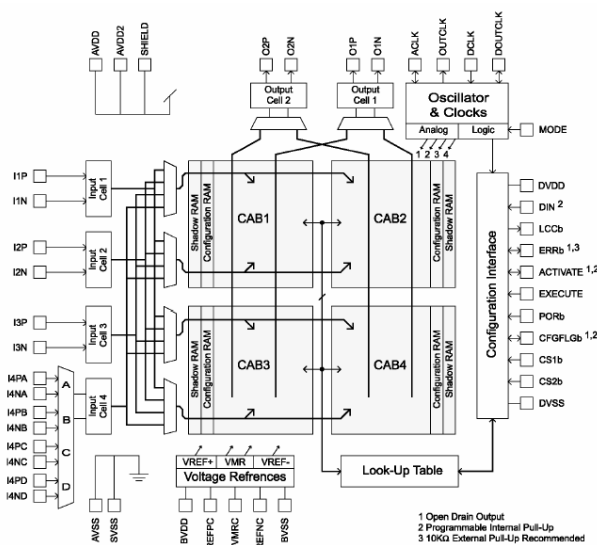 AVDD
AVDD2
SHIELD
O2P
O2N
O1P
O1N
ACLK
OUTCLK
DCLK
DOUTCLK
Output
Cell 2
Output
Cell 1
Oscillator
& Clocks
Analog
Logic
1 2 3 4
MODE
I1P
I1N
I2P
I2N
I3P
I3N
I4PA
I4NA
I4PB
I4NB
I4PC
I4NC
I4PD
I4ND
A
B
C
D
Input
Cell 1
Input
Cell 2
Input
Cell 3
Input
Cell 4
Shadow RAM
Configuration RAM
CAB1
CAB2
Configuration RAM
Shadow RAM
Shadow RAM
Configuration RAM
CAB3
CAB4
Configuration RAM
Shadow RAM
Configuration Interface
DVDD
DIN 2
LCCb
ERRb 1,3
ACTIVATE 1,2
EXECUTE
PORb
CFGFLGb 1,2
CS1b
CS2b
DVSS
VREF+
VMR
VREF-
Voltage Refrences
Look-Up Table
AVSS
SVSS
BVDD
REFPC
VMRC
REFNC
BVSS
1 Open Drain Output
2 Programmable Internal Pull-Up
3 10KΩ External Pull-Up Recommended